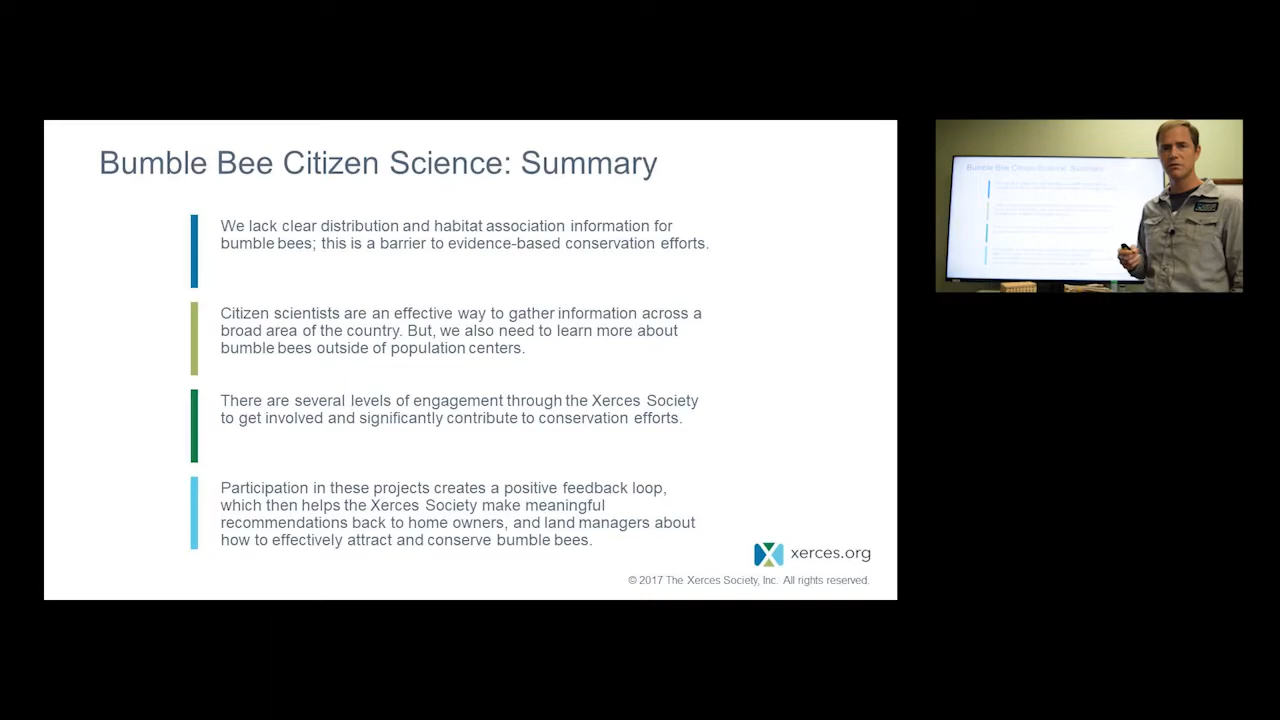 Bumble Bee Citizen Science: Summary
We lack clear distribution and habitat association information for
bumble bees; this is a barrier to evidence-based conservation efforts.
Citizen scientists are an effective way to gather information across a
broad area of the country. But, we also need to learn more about
bumble bees outside of population centers.
There are several levels of engagement through the Xerces Society
to get involved and significantly contribute to conservation efforts.
Participation in these projects creates a positive feedback loop,
which then helps the Xerces Society make meaningful
recommendations back to home owners, and land managers about
how to effectively attract and conserve bumble bees.
xerces.org
© 2017 The Xerces Society, Inc. All rights reserved.
Bumble Bee Citizen Science: Summary